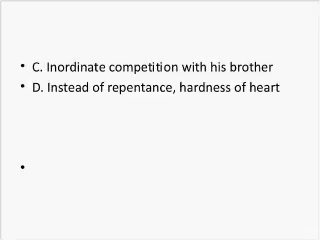 • C. Inordinate competition with his brother
• D. Instead of repentance, hardness of heart
•